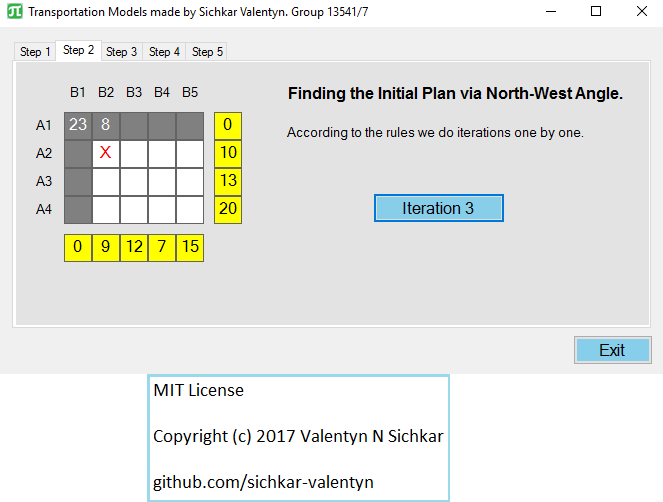 Transportation Models made by Sichkar Valentyn. Group 13541/7
Step 1 Step 2 Step 3 Step 4 Step 5
B1 B2 B3 B4 B5
A1 23 8 0
A2 X 10
A3 13
A4 20
0 9 12 7 15
Finding the Initial Plan via North-West Angle.
According to the rules we do iterations one by one.
Iteration 3
Exit
MIT License
Copyright (c) 2017 Valentyn N Sichkar
github.com/sichkar-valentyn